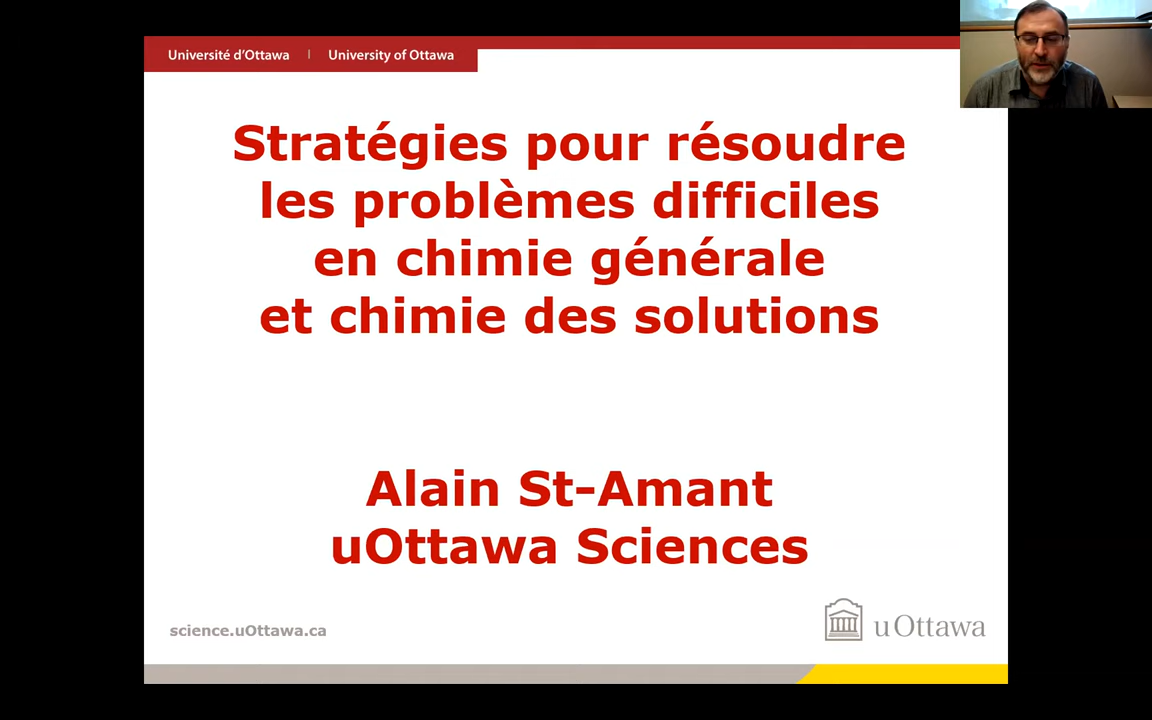 Université d'Ottawa | University of Ottawa
Stratégies pour résoudre
les problèmes difficiles
en chimie générale
et chimie des solutions
Alain St-Amant
uOttawa Sciences
science.uOttawa.ca
uOttawa